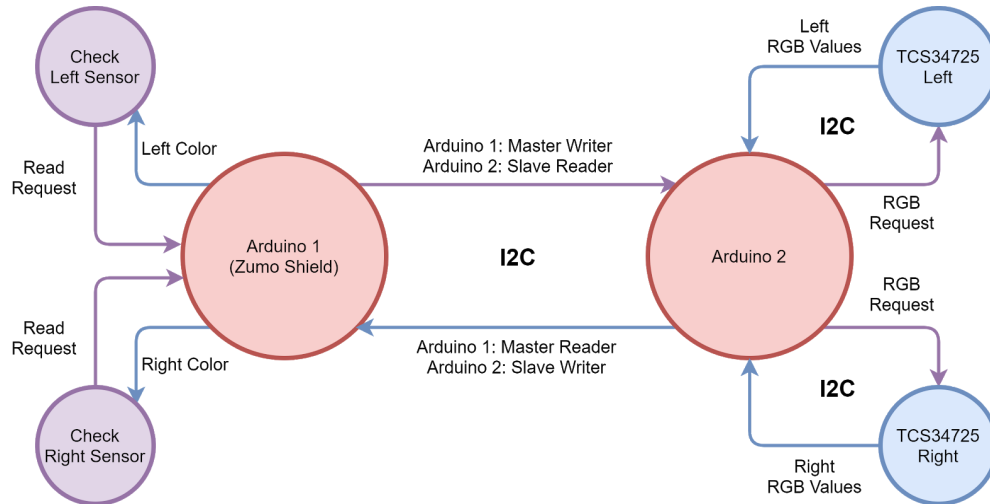 Check
Left Sensor
Left Color
Read
Request
Arduino 1
(Zumo Shield)
Read
Request
Right Color
Check
Right Sensor
Arduino 1: Master Writer
Arduino 2: Slave Reader
I2C
Arduino 1: Master Reader
Arduino 2: Slave Writer
Arduino 2
Left
RGB Values
TCS34725
Left
I2C
RGB
Request
RGB
Request
I2C
TCS34725
Right
Right
RGB Values